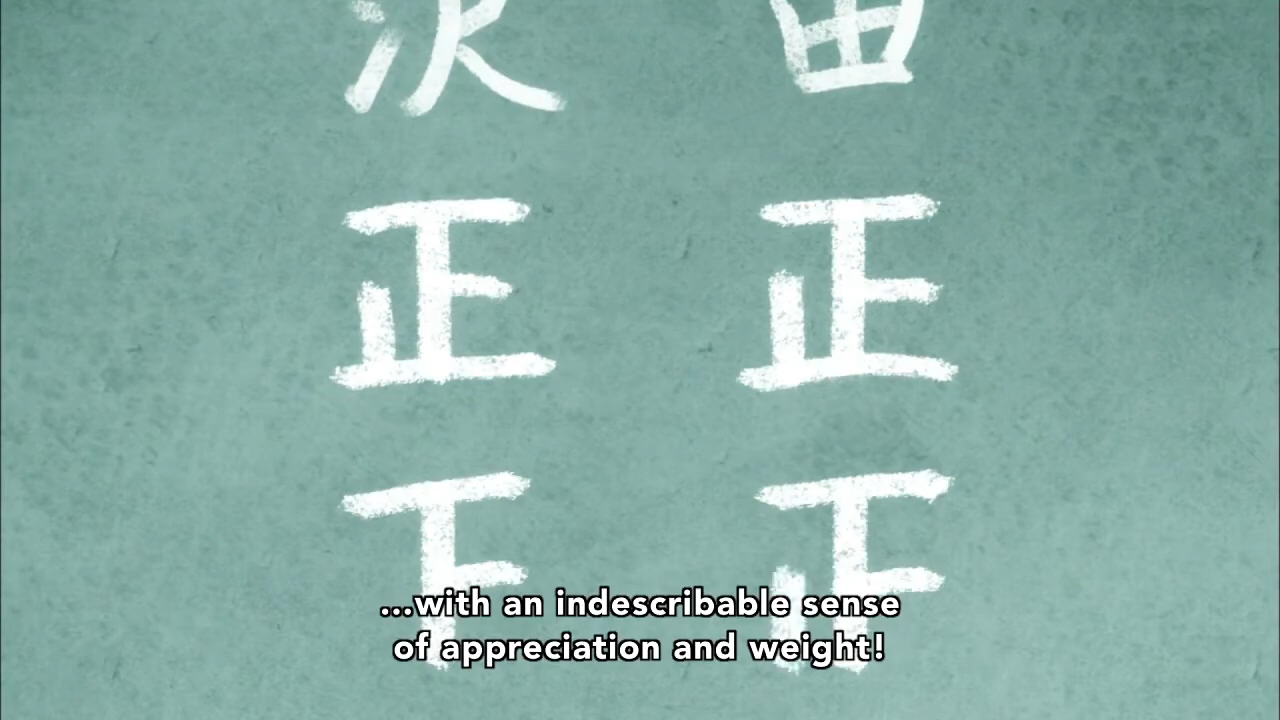 正
正
...with an indescribable sense
of appreciation and weight!